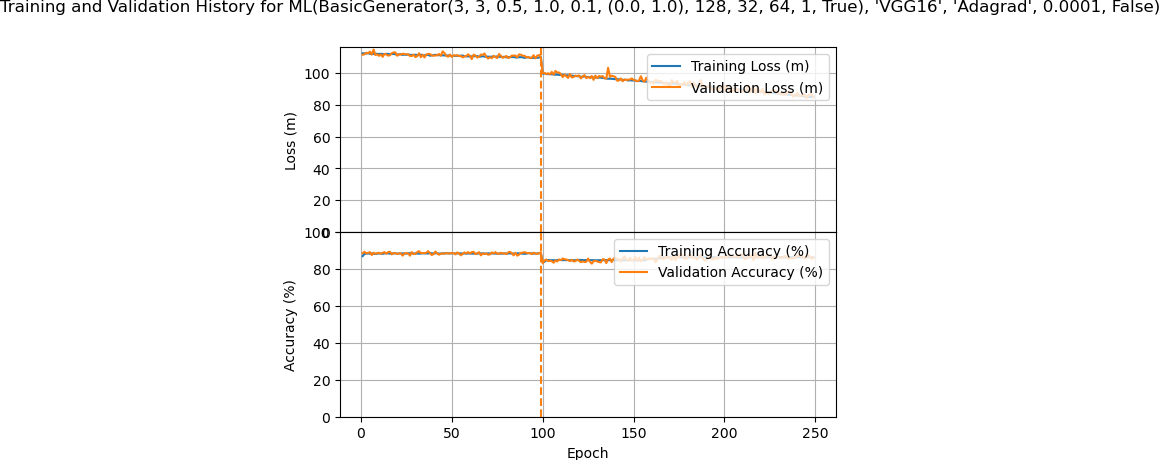 Training and Validation History for ML(BasicGenerator(3, 3, 0.5, 1.0, 0.1, (0.0, 1.0), 128, 32, 64, 1, True), 'VGG16', 'Adagrad', 0.0001, False)
Training Loss (m)
Validation Loss (m)
100
80
60
40
20
0
Loss (m)
Training Accuracy (%)
Validation Accuracy (%)
100
80
60
40
20
0
Accuracy (%)
0 50 100 150 200 250
Epoch